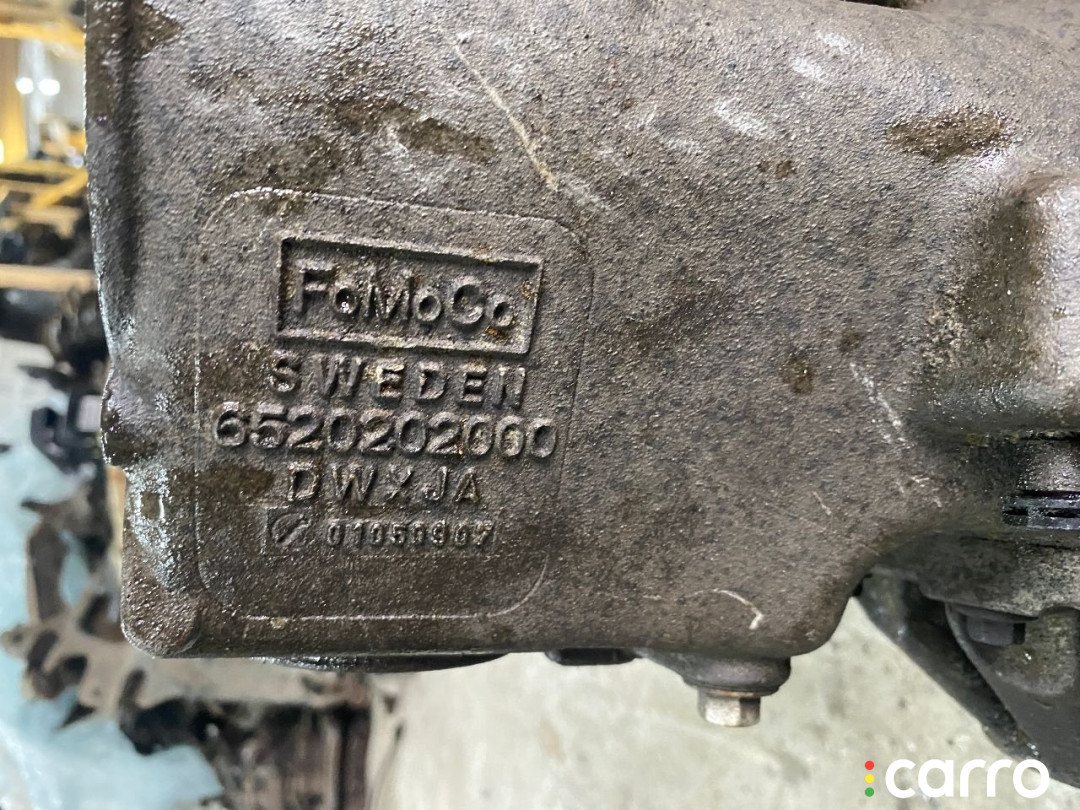 FoMoCo
SWEDEN
6520202000
DWXJA
01050907
carro